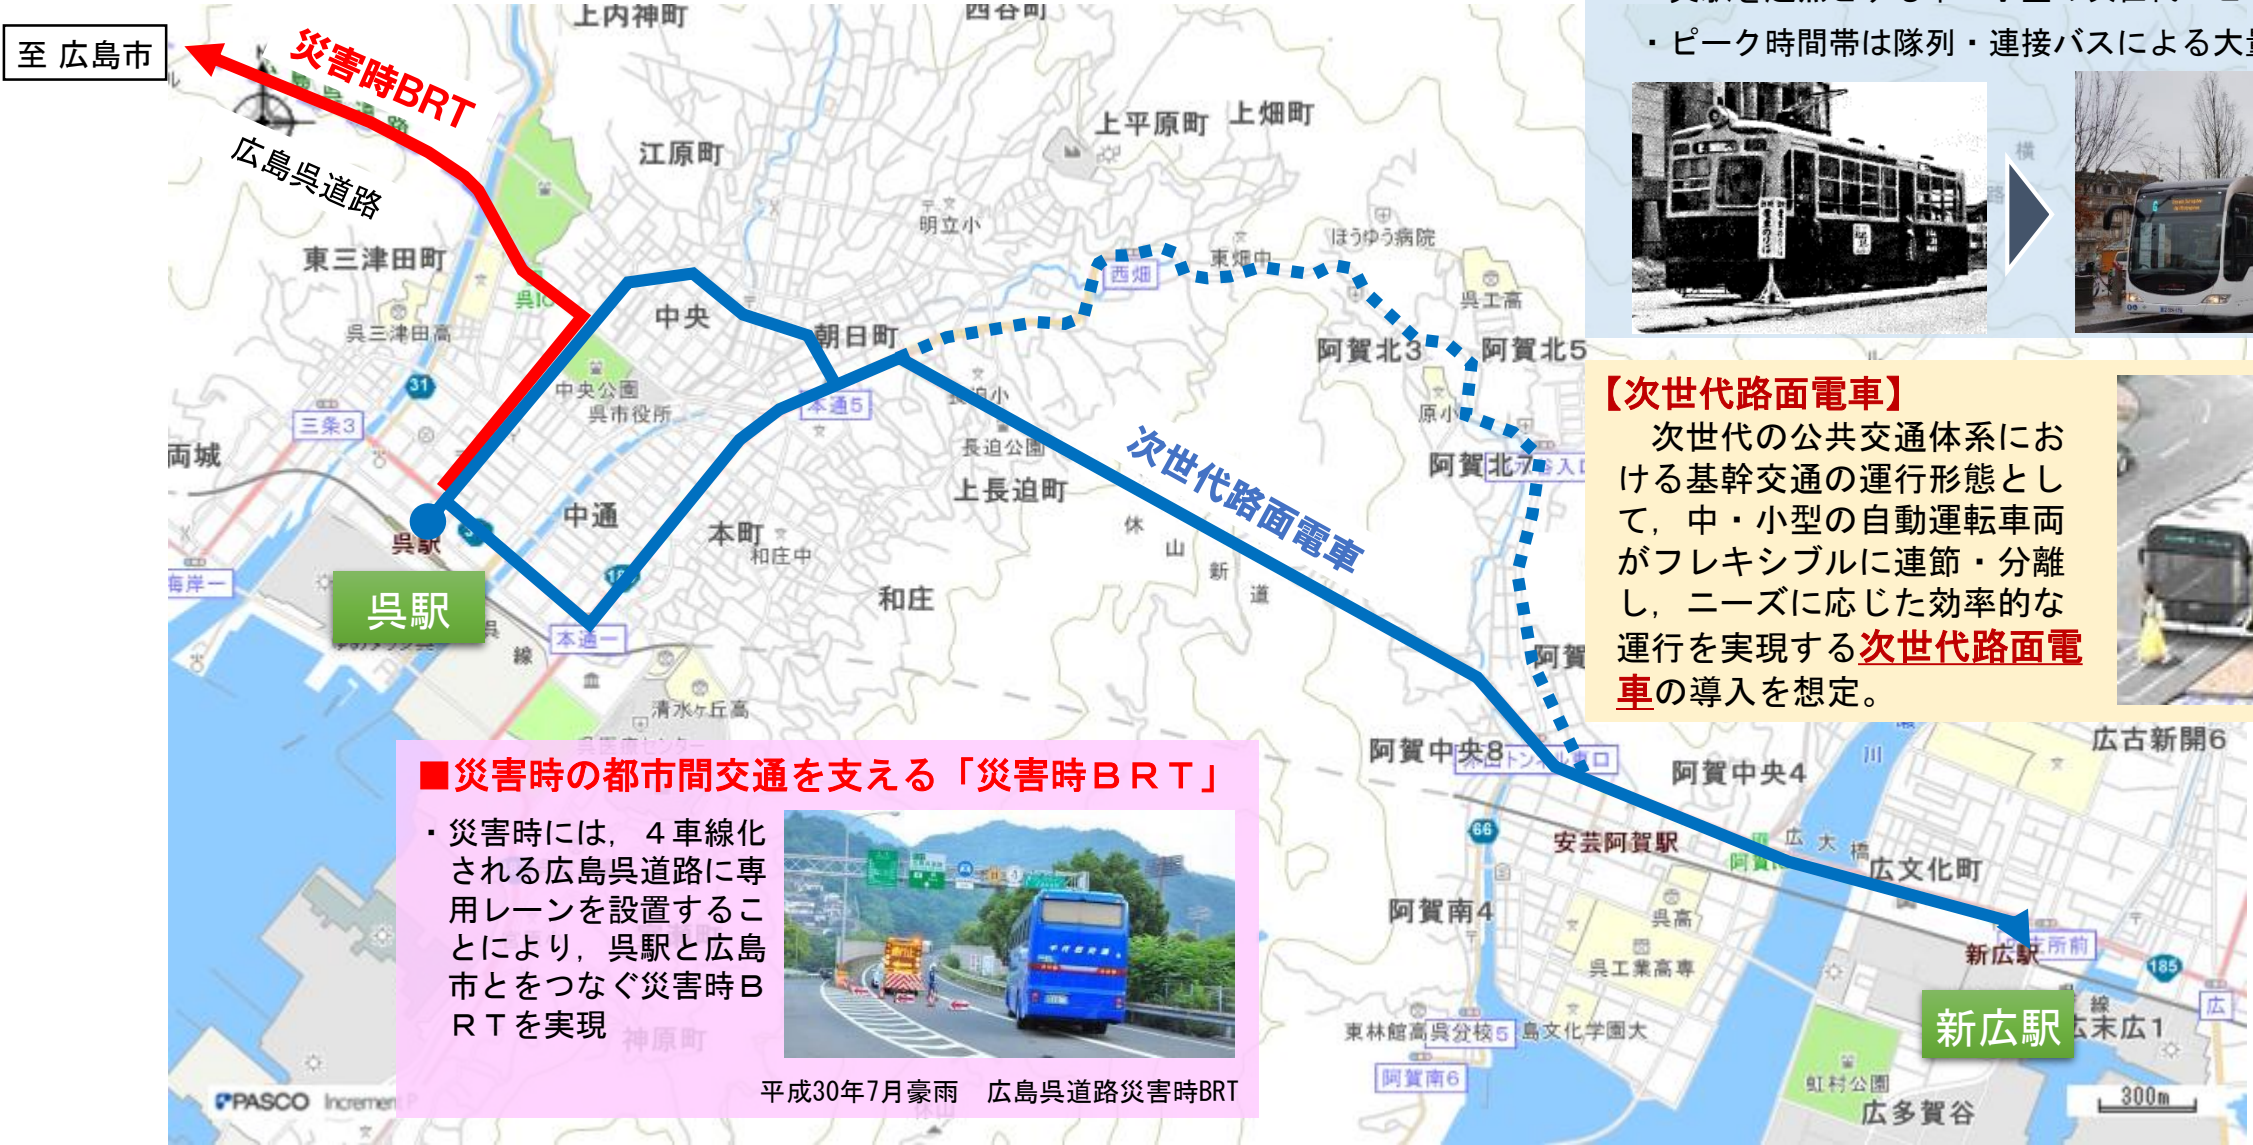 上内神町
至 広島市
災害時BRT
広島呉道路
・ピーク時間帯は隊列・連接バスによる大
江原町
上平原町
上畑町
明立小
ほうゆう病院
東畑中
西畑
呉工高
東三津田町
呉三津田高
中央
朝日町
阿賀北3
阿賀北5
31
中央公園
呉市役所
本通5
三条3
両城
長迫公園
上長迫町
原小
阿賀北7
次世代路面電車
休山新道
中通
本町
和庄中
和庄
呉駅
呉駅
海岸一
本通一
線
清水ヶ丘高
【次世代路面電車】
次世代の公共交通体系にお
ける基幹交通の運行形態とし
て，中・小型の自動運転車両
がフレキシブルに連節・分離
し，ニーズに応じた効率的な
運行を実現する次世代路面電
車の導入を想定。
■災害時の都市間交通を支える「災害時ＢＲＴ」
・災害時には，４車線化
される広島呉道路に専
用レーンを設置するこ
とにより，呉駅と広島
市とをつなぐ災害時Ｂ
ＲＴを実現
平成30年7月豪雨　広島呉道路災害時BRT
神原町
阿賀中央8
阿賀中央4
川
広古新開6
66
安芸阿賀駅
広大橋
広文化町
阿賀南4
呉高
呉工業高専
新広駅
185
広
線
新広駅
広末広1
東林館高呉分校
島文化学園大
阿賀南6
虹村公園
広多賀谷
300m
PASCO Increment P